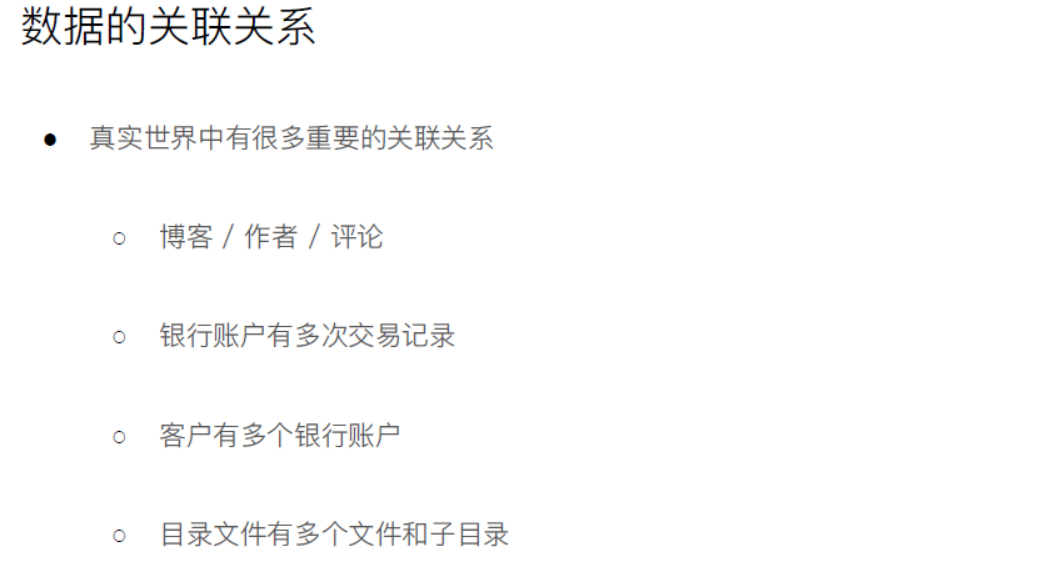 数据的关联关系
● 真实世界中有很多重要的关联关系
○ 博客 / 作者 / 评论
○ 银行账户有多次交易记录
○ 客户有多个银行账户
○ 目录文件有多个文件和子目录